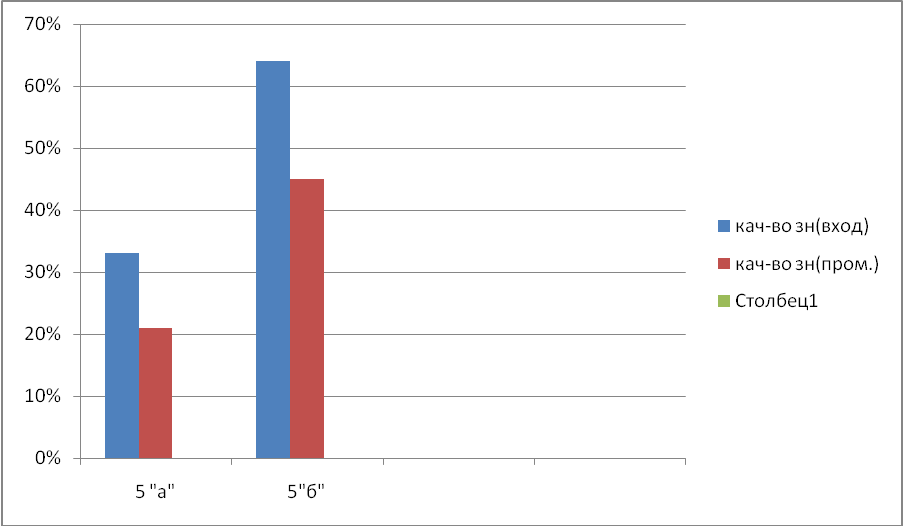 70%
60%
50%
40%
30%
20%
10%
0%
5 "а"
5"б"
кач-во зн(вход)
кач-во зн(пром.)
Столбец1